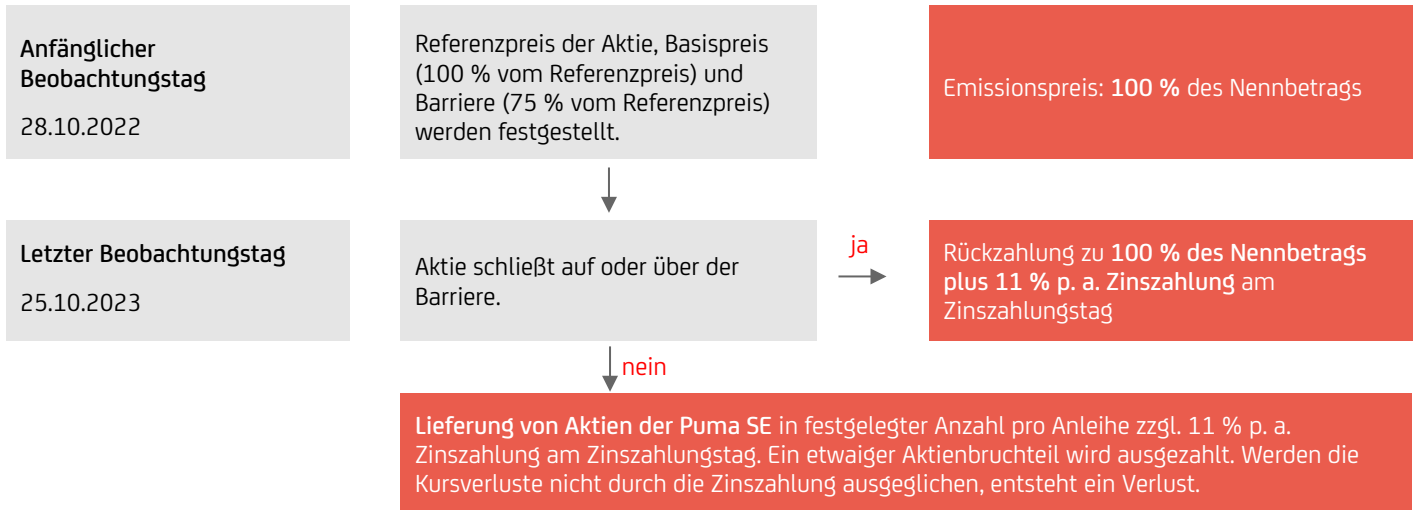 Anfänglicher
Beobachtungstag
28.10.2022
Referenzpreis der Aktie, Basispreis
(100 % vom Referenzpreis) und
Barriere (75 % vom Referenzpreis)
werden festgestellt.
Emissionspreis: 100 % des Nennbetrags
Letzter Beobachtungstag
25.10.2023
Aktie schließt auf oder über der
Barriere.
ja
Rückzahlung zu 100 % des Nennbetrags
plus 11 % p. a. Zinszahlung am
Zinszahlungstag
nein
Lieferung von Aktien der Puma SE in festgelegter Anzahl pro Anleihe zzgl. 11 % p. a.
Zinszahlung am Zinszahlungstag. Ein etwaiger Aktienbruchteil wird ausgezahlt. Werden die
Kursverluste nicht durch die Zinszahlung ausgeglichen, entsteht ein Verlust.